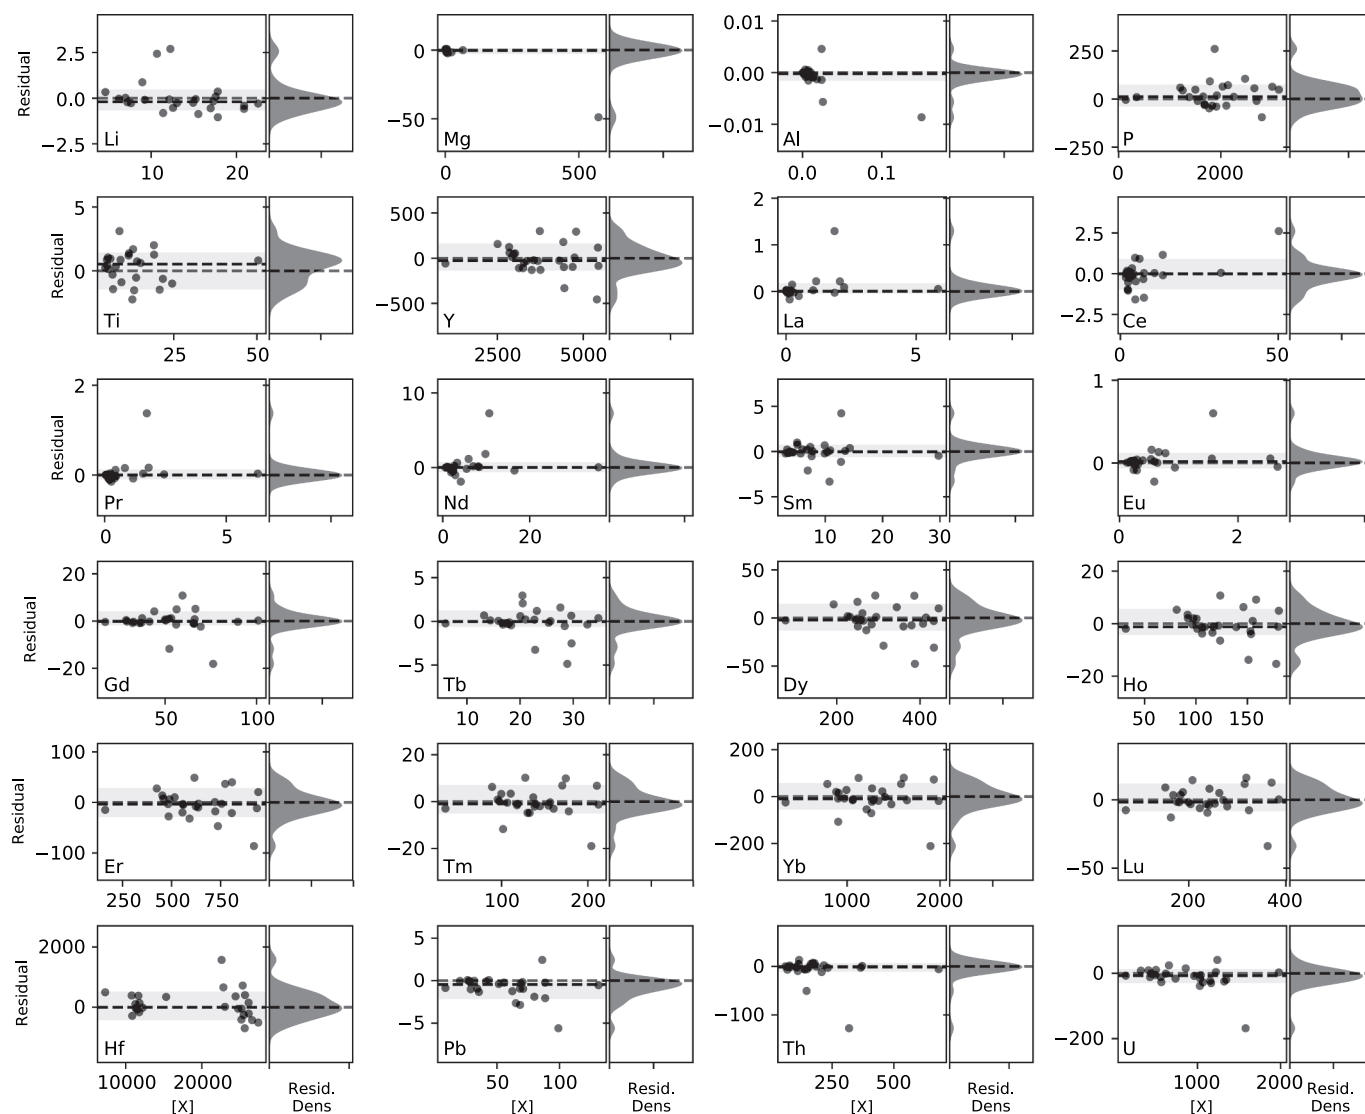 Residual
2.5
0.0
−2.5
Li
10
20
0
−50
Mg
0
500
0.01
0.00
−0.01
Al
0.0
0.1
250
0
−250
P
0
2000
Residual
5
0
Ti
25
50
500
0
−500
Y
2500
5000
2
1
0
La
0
5
2.5
0.0
−2.5
Ce
0
50
Residual
2
0
Pr
0
5
10
0
Nd
0
20
5
0
−5
Sm
10
20
30
1
0
Eu
0
2
Residual
20
0
−20
Gd
50
100
5
0
−5
Tb
10
20
30
50
0
−50
Dy
200
400
20
0
−20
Ho
50
100
150
Residual
100
0
−100
Er
250
500
750
20
0
−20
Tm
100
200
200
0
−200
Yb
1000
2000
0
−50
Lu
200
400
Residual
2000
0
Hf
10000
20000
[X]
Resid.
Dens
5
0
−5
Pb
50
100
[X]
Resid.
Dens
0
−100
Th
250
500
[X]
Resid.
Dens
0
−200
U
1000
2000
[X]
Resid.
Dens